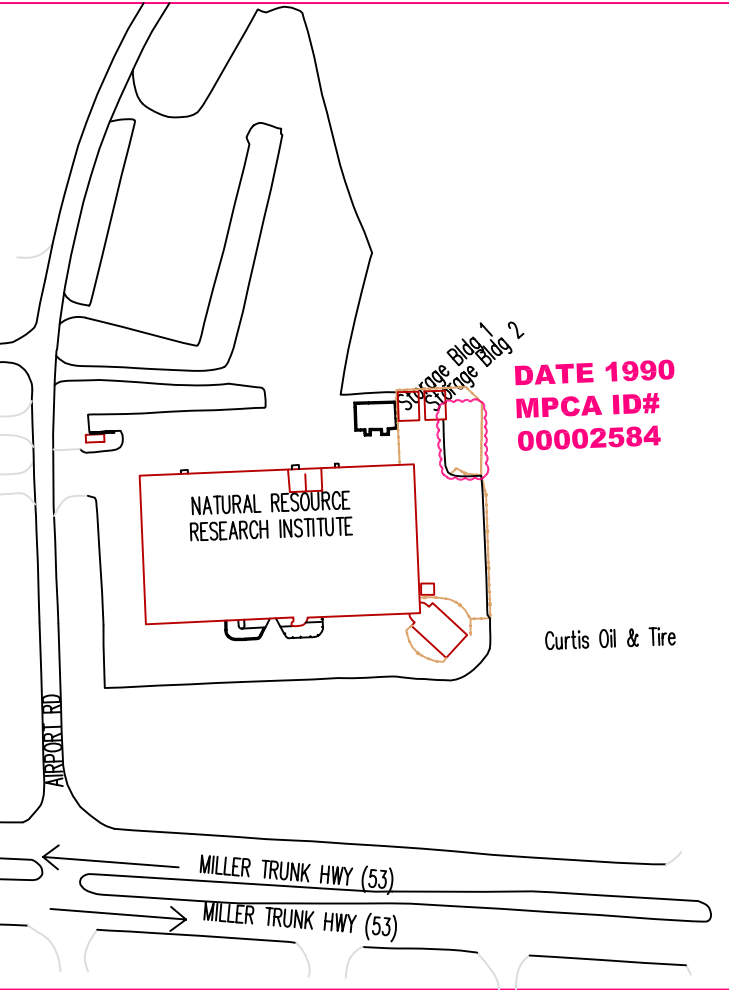 Storage Bldg 1
Storage Bldg 2
DATE 1990
MPCA ID#
00002584
NATURAL RESOURCE
RESEARCH INSTITUTE
Curtis Oil & Tire
AIRPORT RD
MILLER TRUNK HWY (53)
MILLER TRUNK HWY (53)